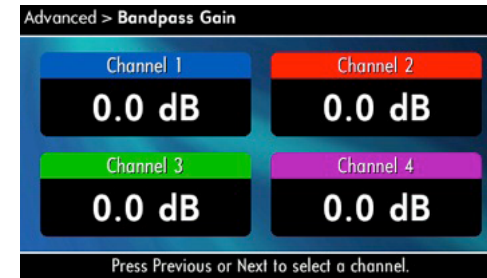 Advanced > Bandpass Gain
Channel 1
Channel 2
0.0 dB
0.0 dB
Channel 3
Channel 4
0.0 dB
0.0 dB
Press Previous or Next to select a channel.